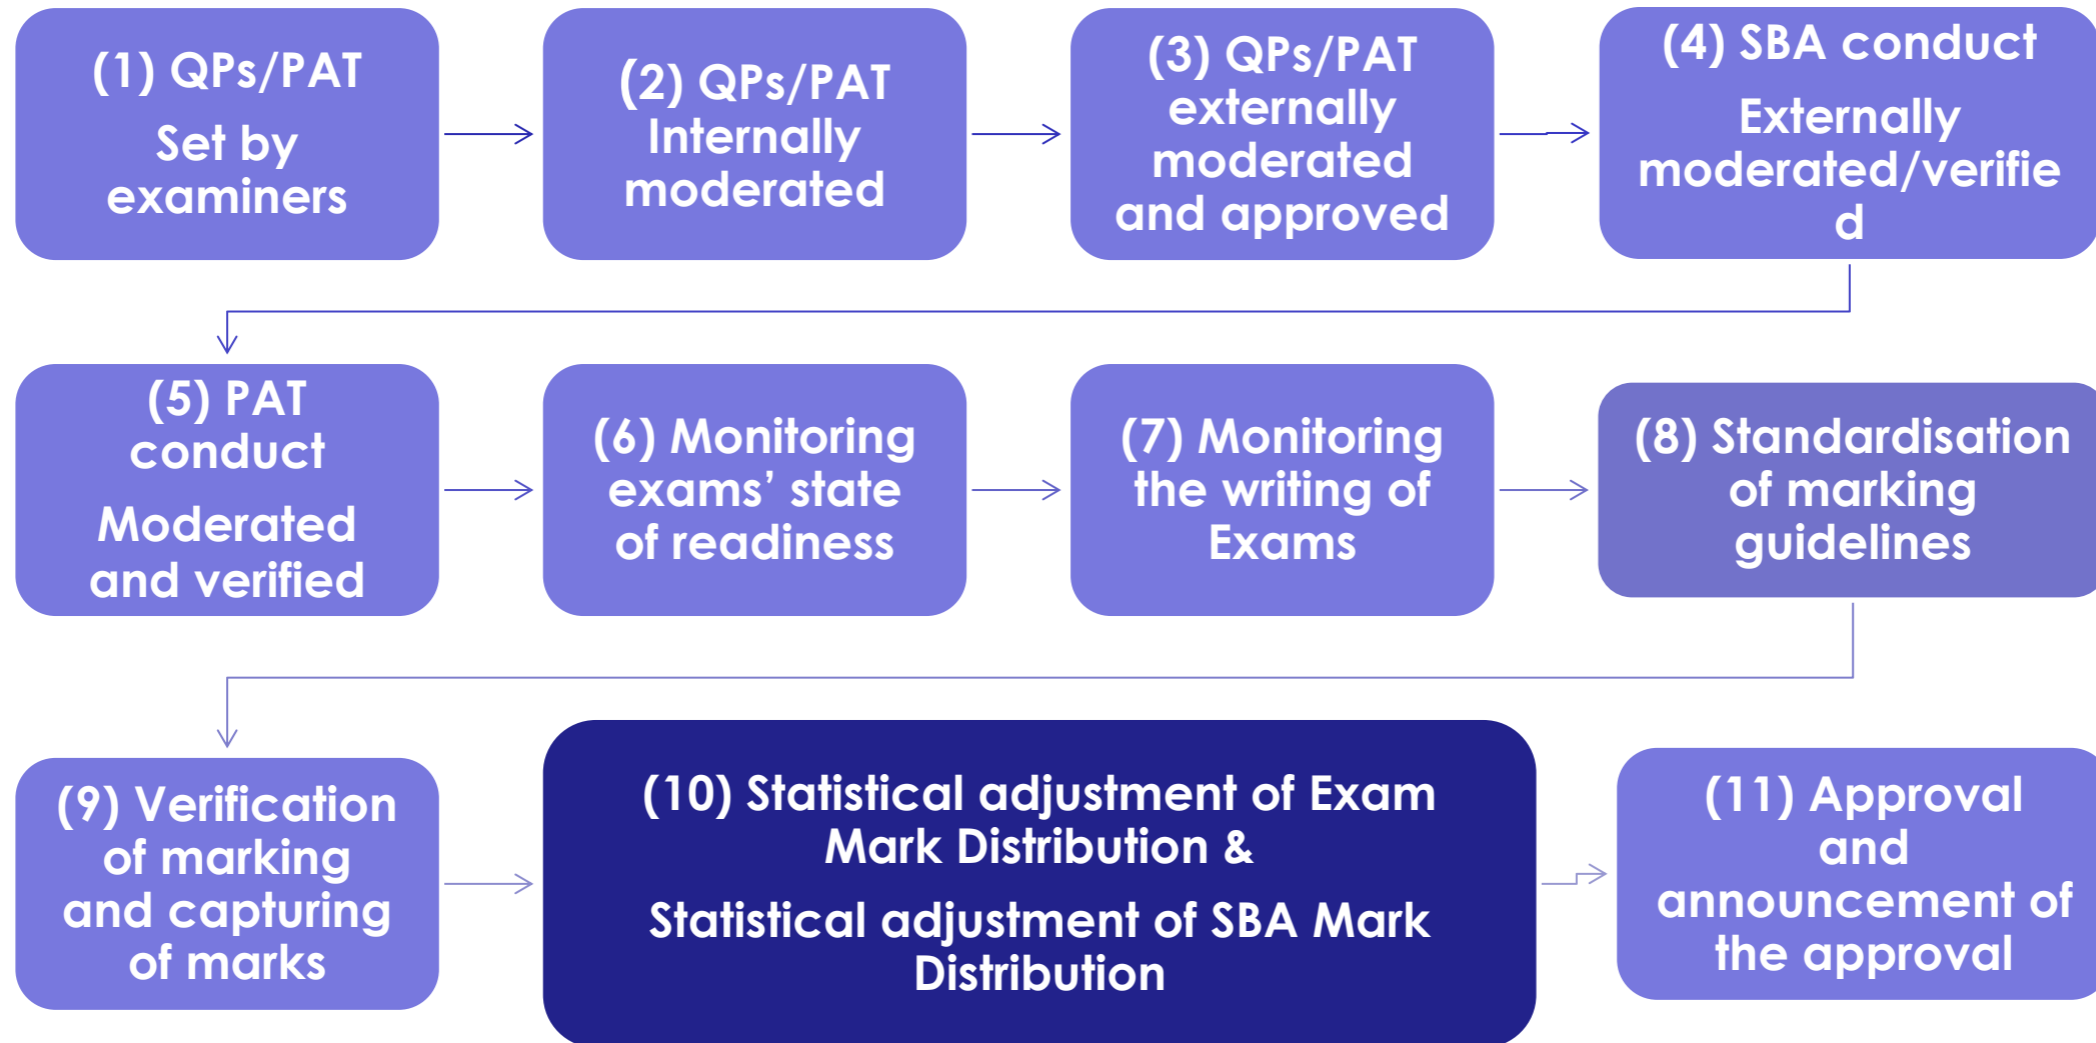 (1) QPs/PAT
Set by
examiners
(2) QPs/PAT
Internally
moderated
(3) QPs/PAT
externally
moderated
and approved
(4) SBA conduct
Externally
moderated/verifie
d
(5) PAT
conduct
Moderated
and verified
(6) Monitoring
exams’ state
of readiness
(7) Monitoring
the writing of
Exams
(8) Standardisation
of marking
guidelines
(9) Verification
of marking
and capturing
of marks
(10) Statistical adjustment of Exam
Mark Distribution &
Statistical adjustment of SBA Mark
Distribution
(11) Approval
and
announcement of
the approval